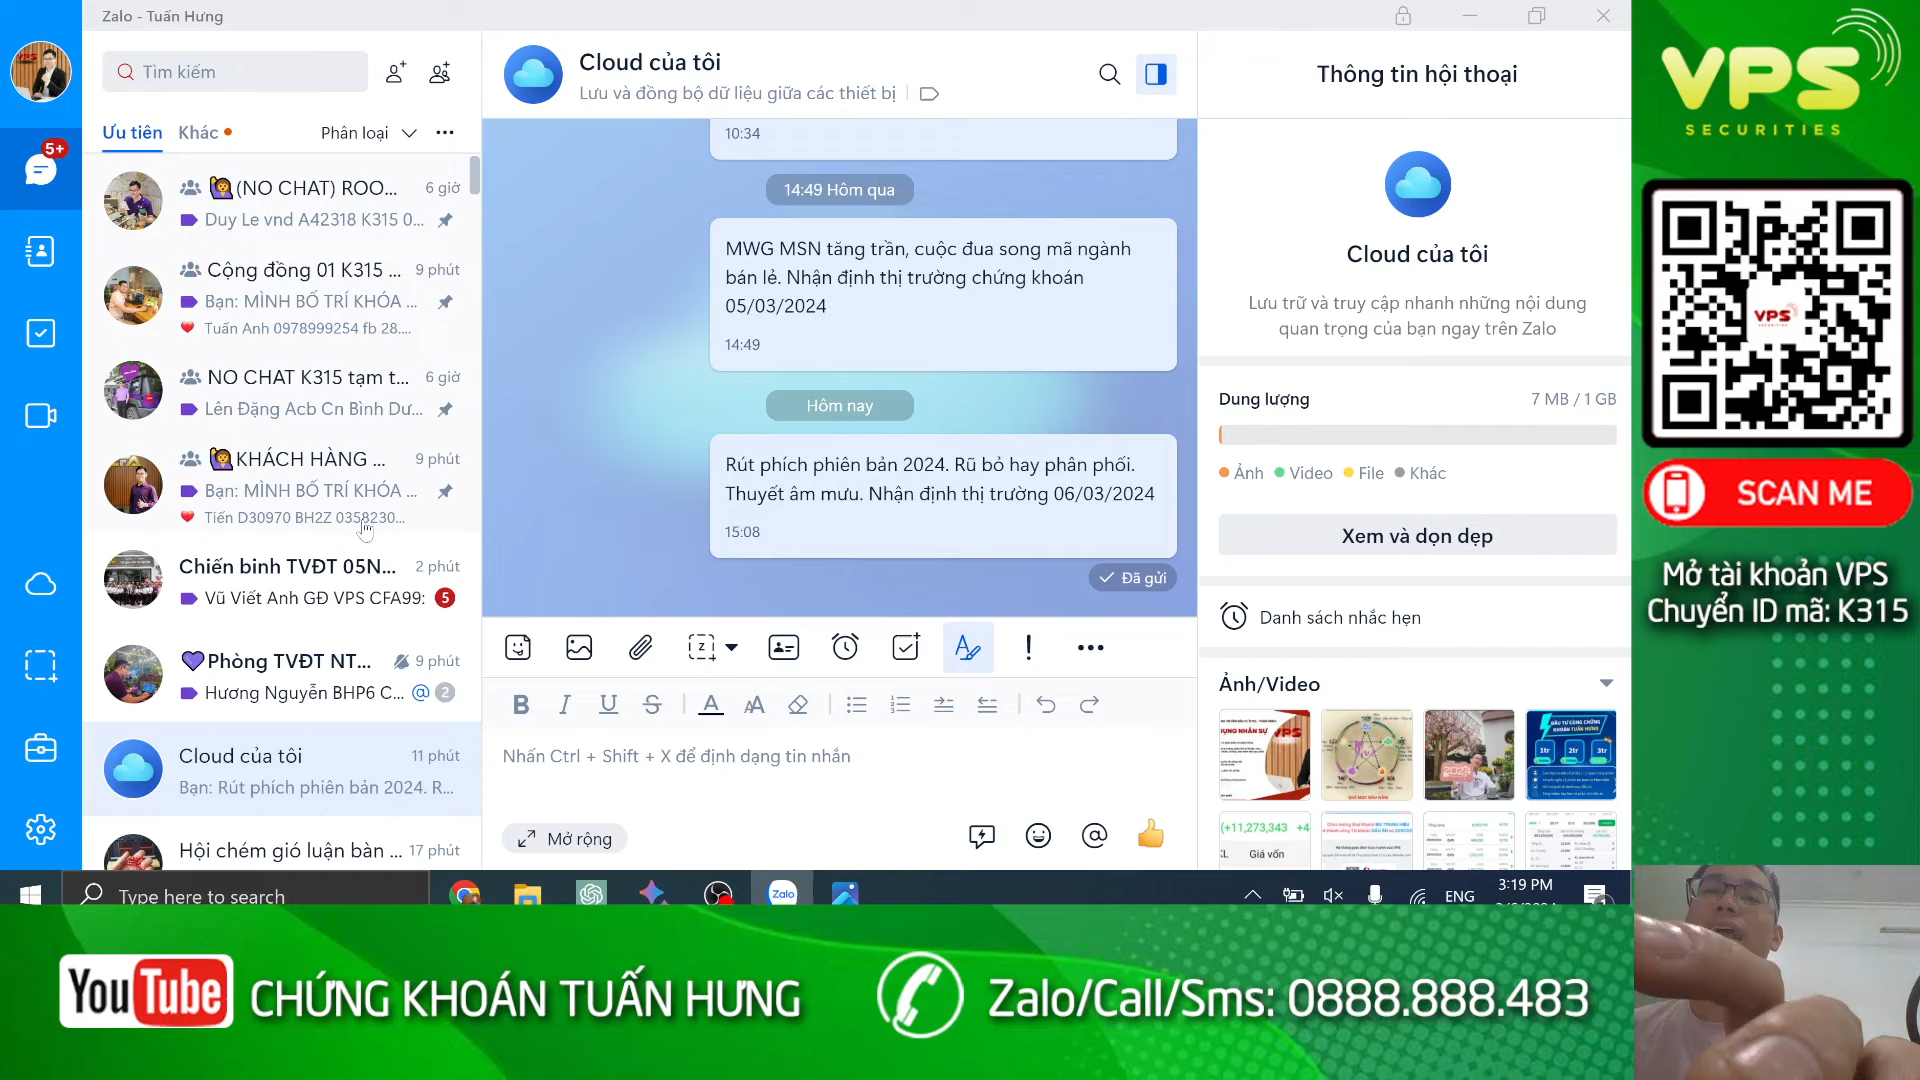 Zalo - Tuấn Hưng
Tìm kiếm
Ưu tiên
Khác
Phân loại
5+
(NO CHAT) ROO...
6 giờ
Duy Le vnd A42318 K315 0...
Cộng đồng 01 K315 ...
9 phút
Bạn: MÌNH BỐ TRÍ KHÓA ...
Tuấn Anh 0978999254 fb 28....
NO CHAT K315 tạm t...
6 giờ
Lên Đặng Acb Cn Bình Dư...
KHÁCH HÀNG ...
9 phút
Bạn: MÌNH BỐ TRÍ KHÓA ...
Tiến D30970 BH2Z 0358230...
Chiến binh TVĐT 05N...
2 phút
Vũ Viết Anh GĐ VPS CFA99:
5
Phòng TVĐT NT...
9 phút
Hương Nguyễn BHP6 C...
@ 2
Cloud của tôi
11 phút
Bạn: Rút phích phiên bản 2024. R...
Hội chém gió luận bàn ...
17 phút
Cloud của tôi
Lưu và đồng bộ dữ liệu giữa các thiết bị
10:34
14:49 Hôm qua
MWG MSN tăng trần, cuộc đua song mã ngành
bán lẻ. Nhận định thị trường chứng khoán
05/03/2024
14:49
Hôm nay
Rút phích phiên bản 2024. Rũ bỏ hay phân phối.
Thuyết âm mưu. Nhận định thị trường 06/03/2024
15:08
Đã gửi
Nhấn Ctrl + Shift + X để định dạng tin nhắn
Mở rộng
Thông tin hội thoại
Cloud của tôi
Lưu trữ và truy cập nhanh những nội dung
quan trọng của bạn ngay trên Zalo
Dung lượng
7 MB / 1 GB
Ảnh
Video
File
Khác
Xem và dọn dẹp
Danh sách nhắc hẹn
Ảnh/Video
2024
1tr
2tr
3tr
(+11,273,343
Giá vốn
Type here to search
Zalo
ENG
3:19 PM
VPS
SECURITIES
VPS
SCAN ME
Mở tài khoản VPS
Chuyển ID mã: K315
YouTube
CHỨNG KHOÁN TUẤN HƯNG
Zalo/Call/Sms: 0888.888.483